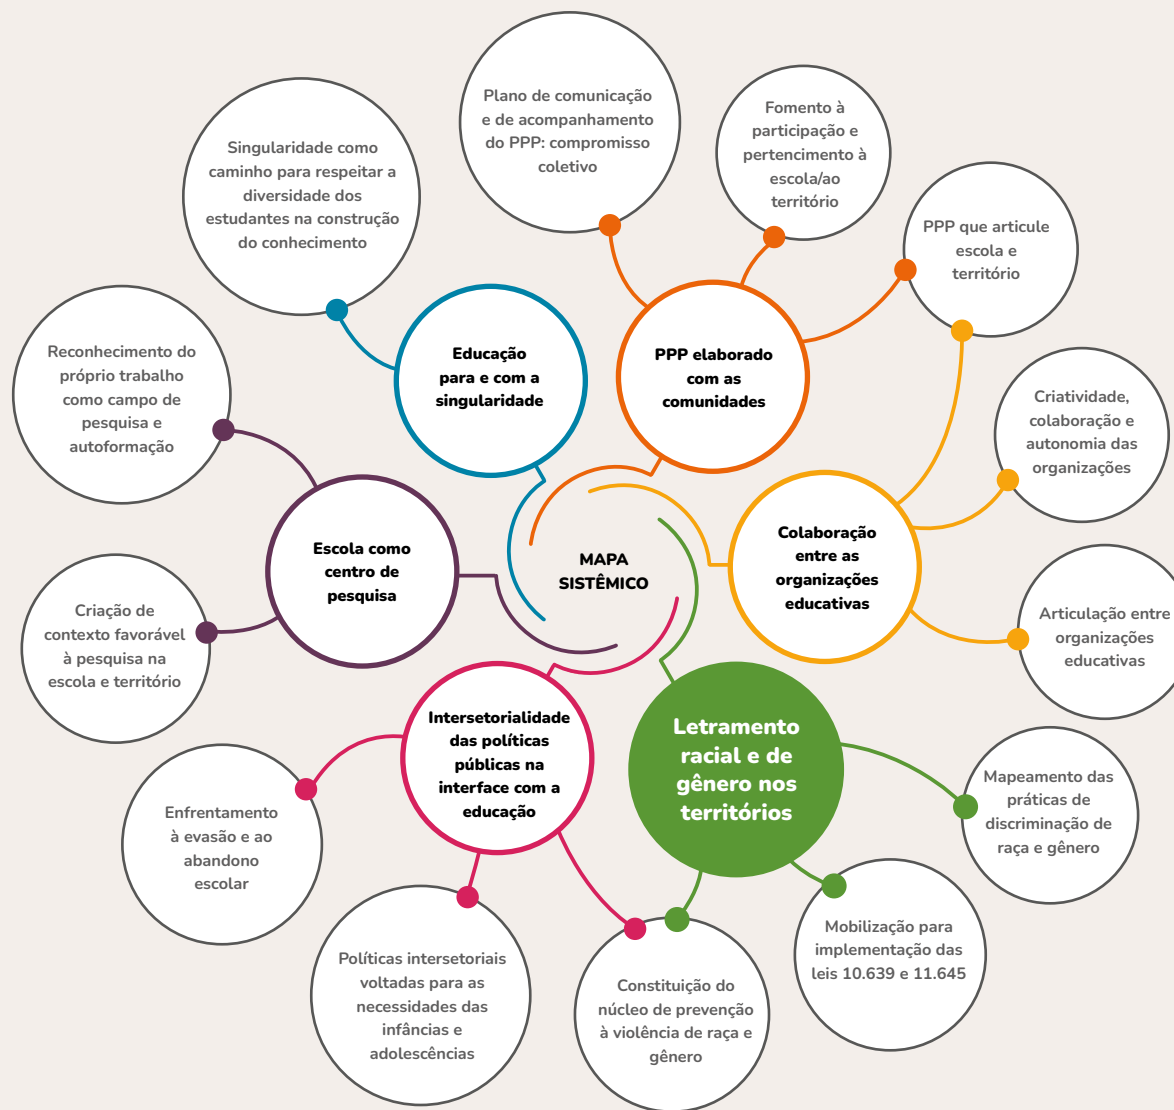 Plano de comunicação
e de acompanhamento
do PPP: compromisso
coletivo
Fomento à
participação e
pertencimento à
escola/ao
território
Singularidade como
caminho para respeitar a
diversidade dos
estudantes na construção
do conhecimento
PPP que articule
escola e
território
Educação
para e com a
singularidade
PPP elaborado
com as
comunidades
Reconhecimento do
próprio trabalho
como campo de
pesquisa e
autoformação
Criatividade,
colaboração e
autonomia das
organizações
Escola como
centro de
pesquisa
MAPA
SISTÊMICO
Colaboração
entre as
organizações
educativas
Criação de
contexto favorável
à pesquisa na
escola e território
Articulação entre
organizações
educativas
Intersetorialidade
das políticas
públicas na
interface com a
educação
Letramento
racial e de
gênero nos
territórios
Mapeamento das
práticas de
discriminação de
raça e gênero
Enfrentamento
à evasão e ao
abandono
escolar
Mobilização para
implementação das
leis 10.639 e 11.645
Políticas intersetoriais
voltadas para as
necessidades das
infâncias e
adolescências
Constituição do
núcleo de prevenção
à violência de raça e
gênero